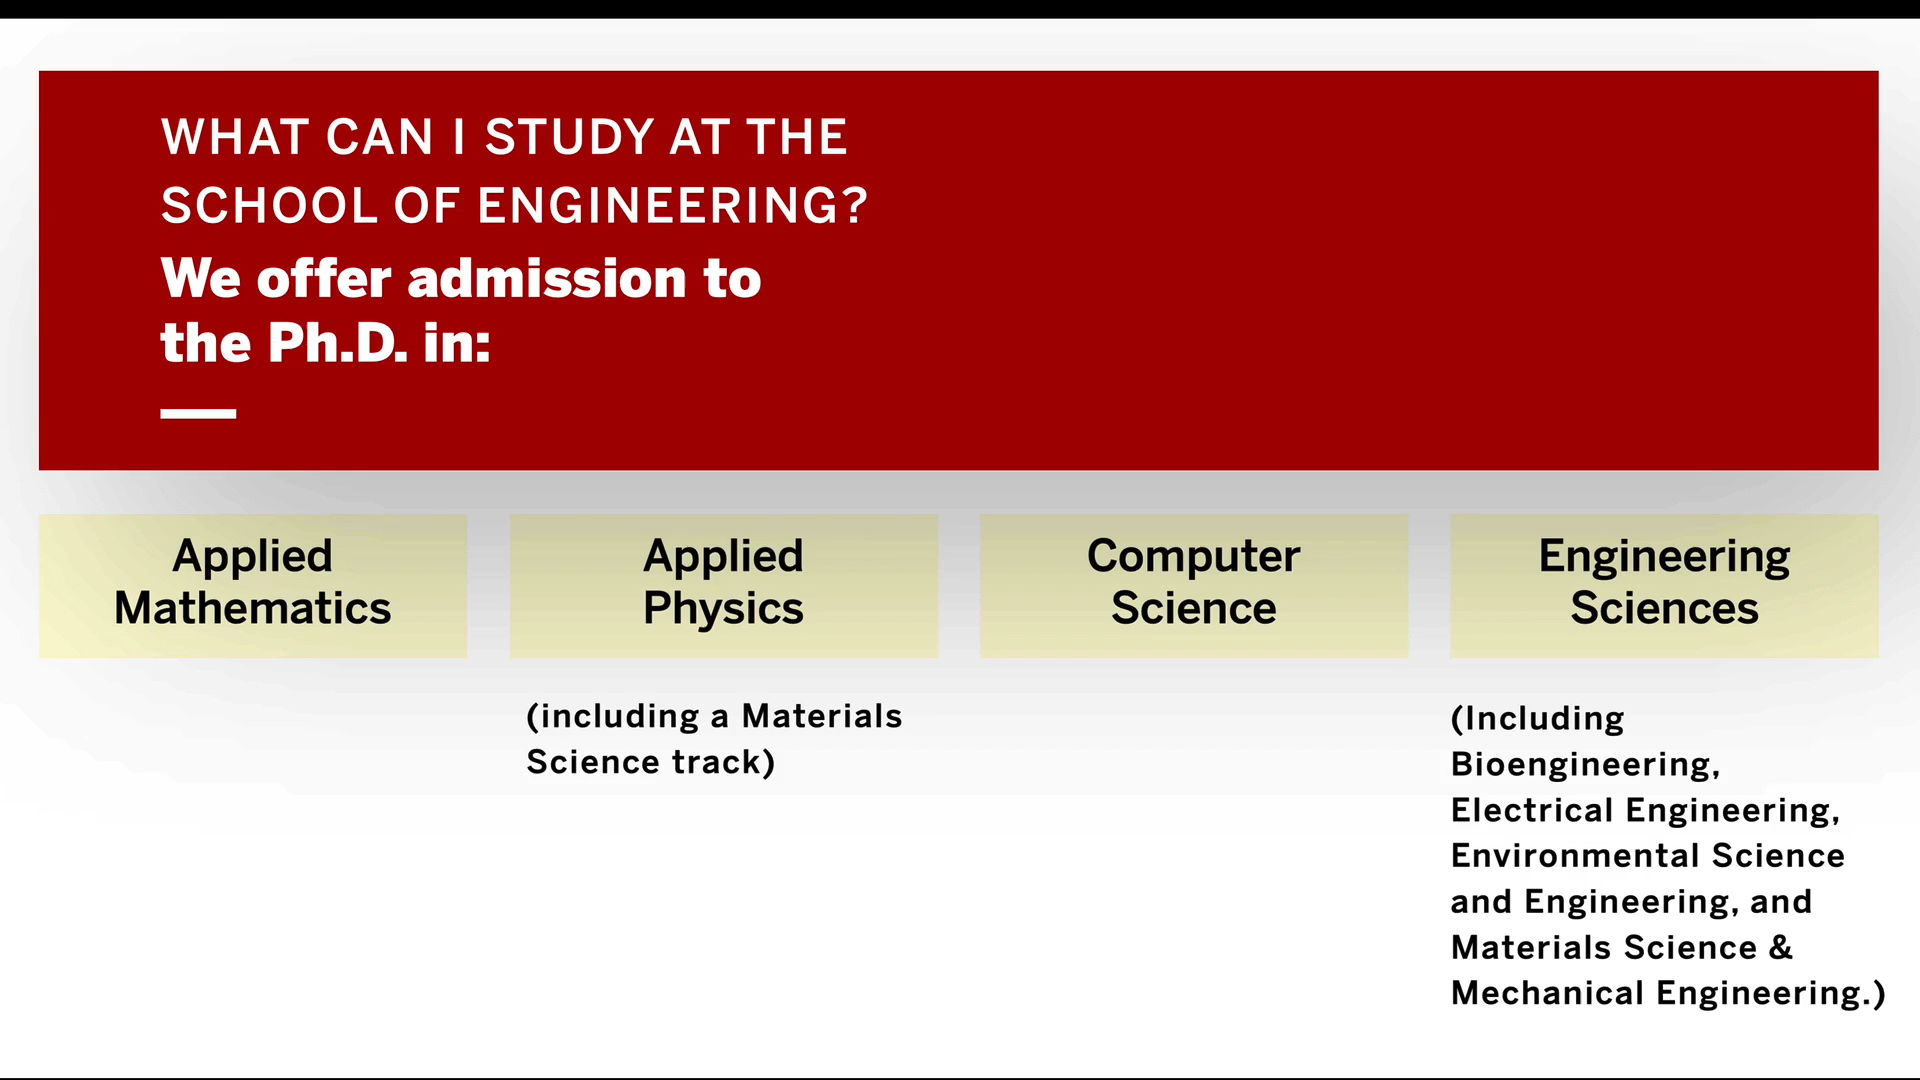 WHAT CAN I STUDY AT THE
SCHOOL OF ENGINEERING?
We offer admission to
the Ph.D. in:
Applied
Mathematics
Applied
Physics
(including a Materials
Science track)
Computer
Science
Engineering
Sciences
(Including
Bioengineering,
Electrical Engineering,
Environmental Science
and Engineering, and
Materials Science &
Mechanical Engineering.)